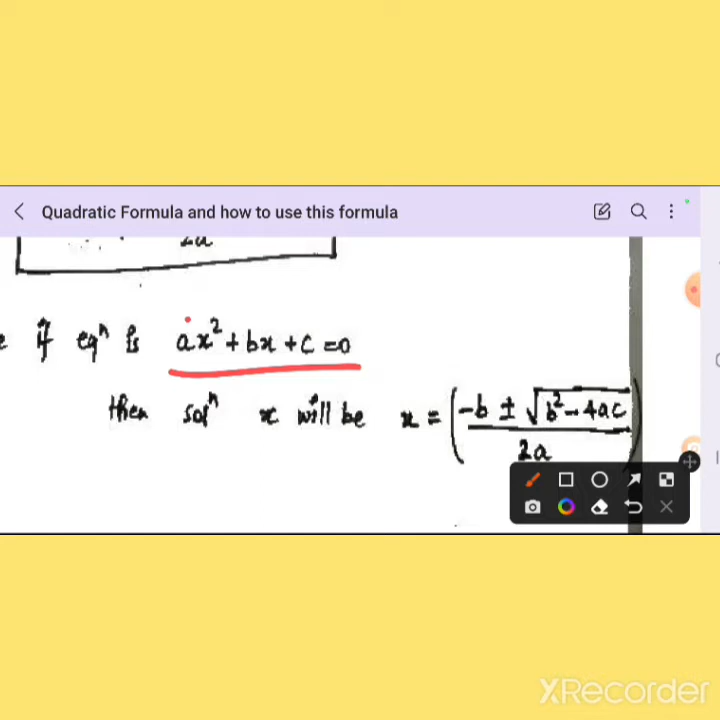 Quadratic Formula and how to use this formula
2a
if eqⁿ is ax² + bx + c = 0
then solⁿ x will be x = (-b ± √b² - 4ac / 2a)
XRecorder